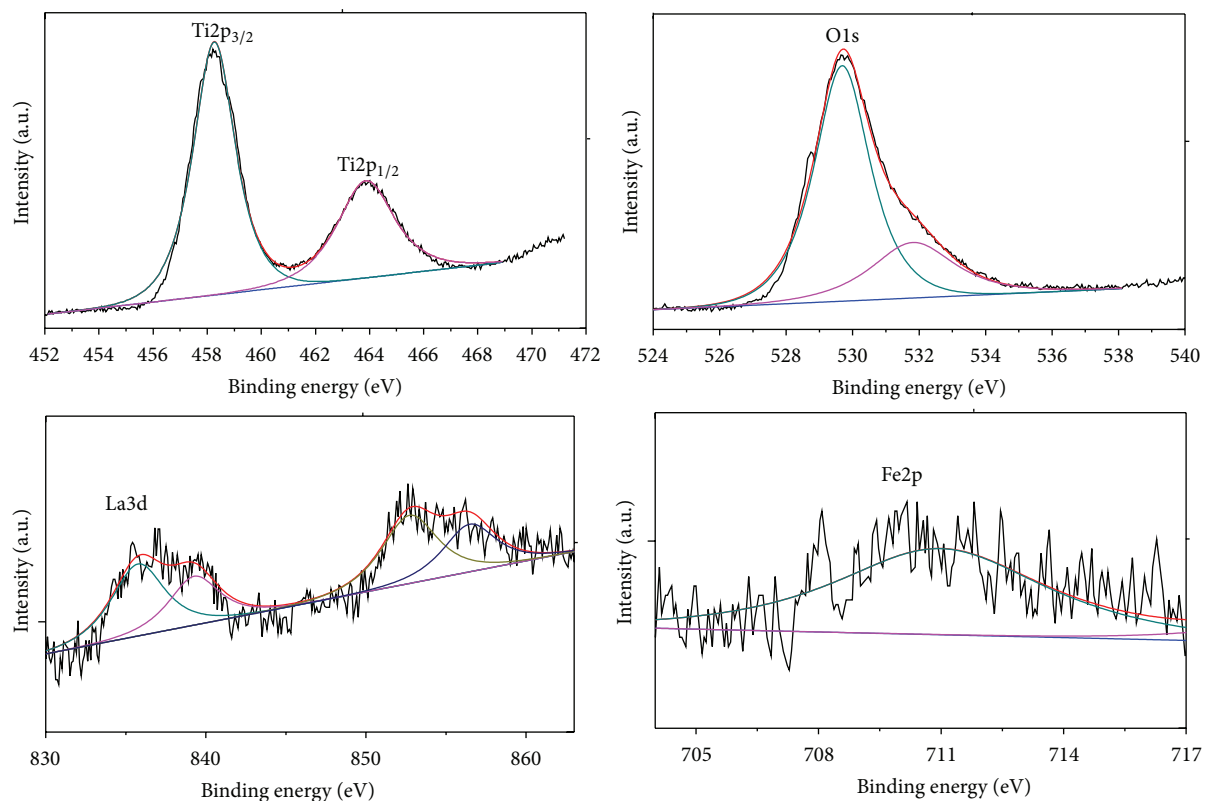 Ti2p3/2
Ti2p1/2
Intensity (a.u.)
452 454 456 458 460 462 464 466 468 470 472
Binding energy (eV)
O1s
Intensity (a.u.)
524 526 528 530 532 534 536 538 540
Binding energy (eV)
La3d
Intensity (a.u.)
830 840 850 860
Binding energy (eV)
Fe2p
Intensity (a.u.)
705 708 711 714 717
Binding energy (eV)